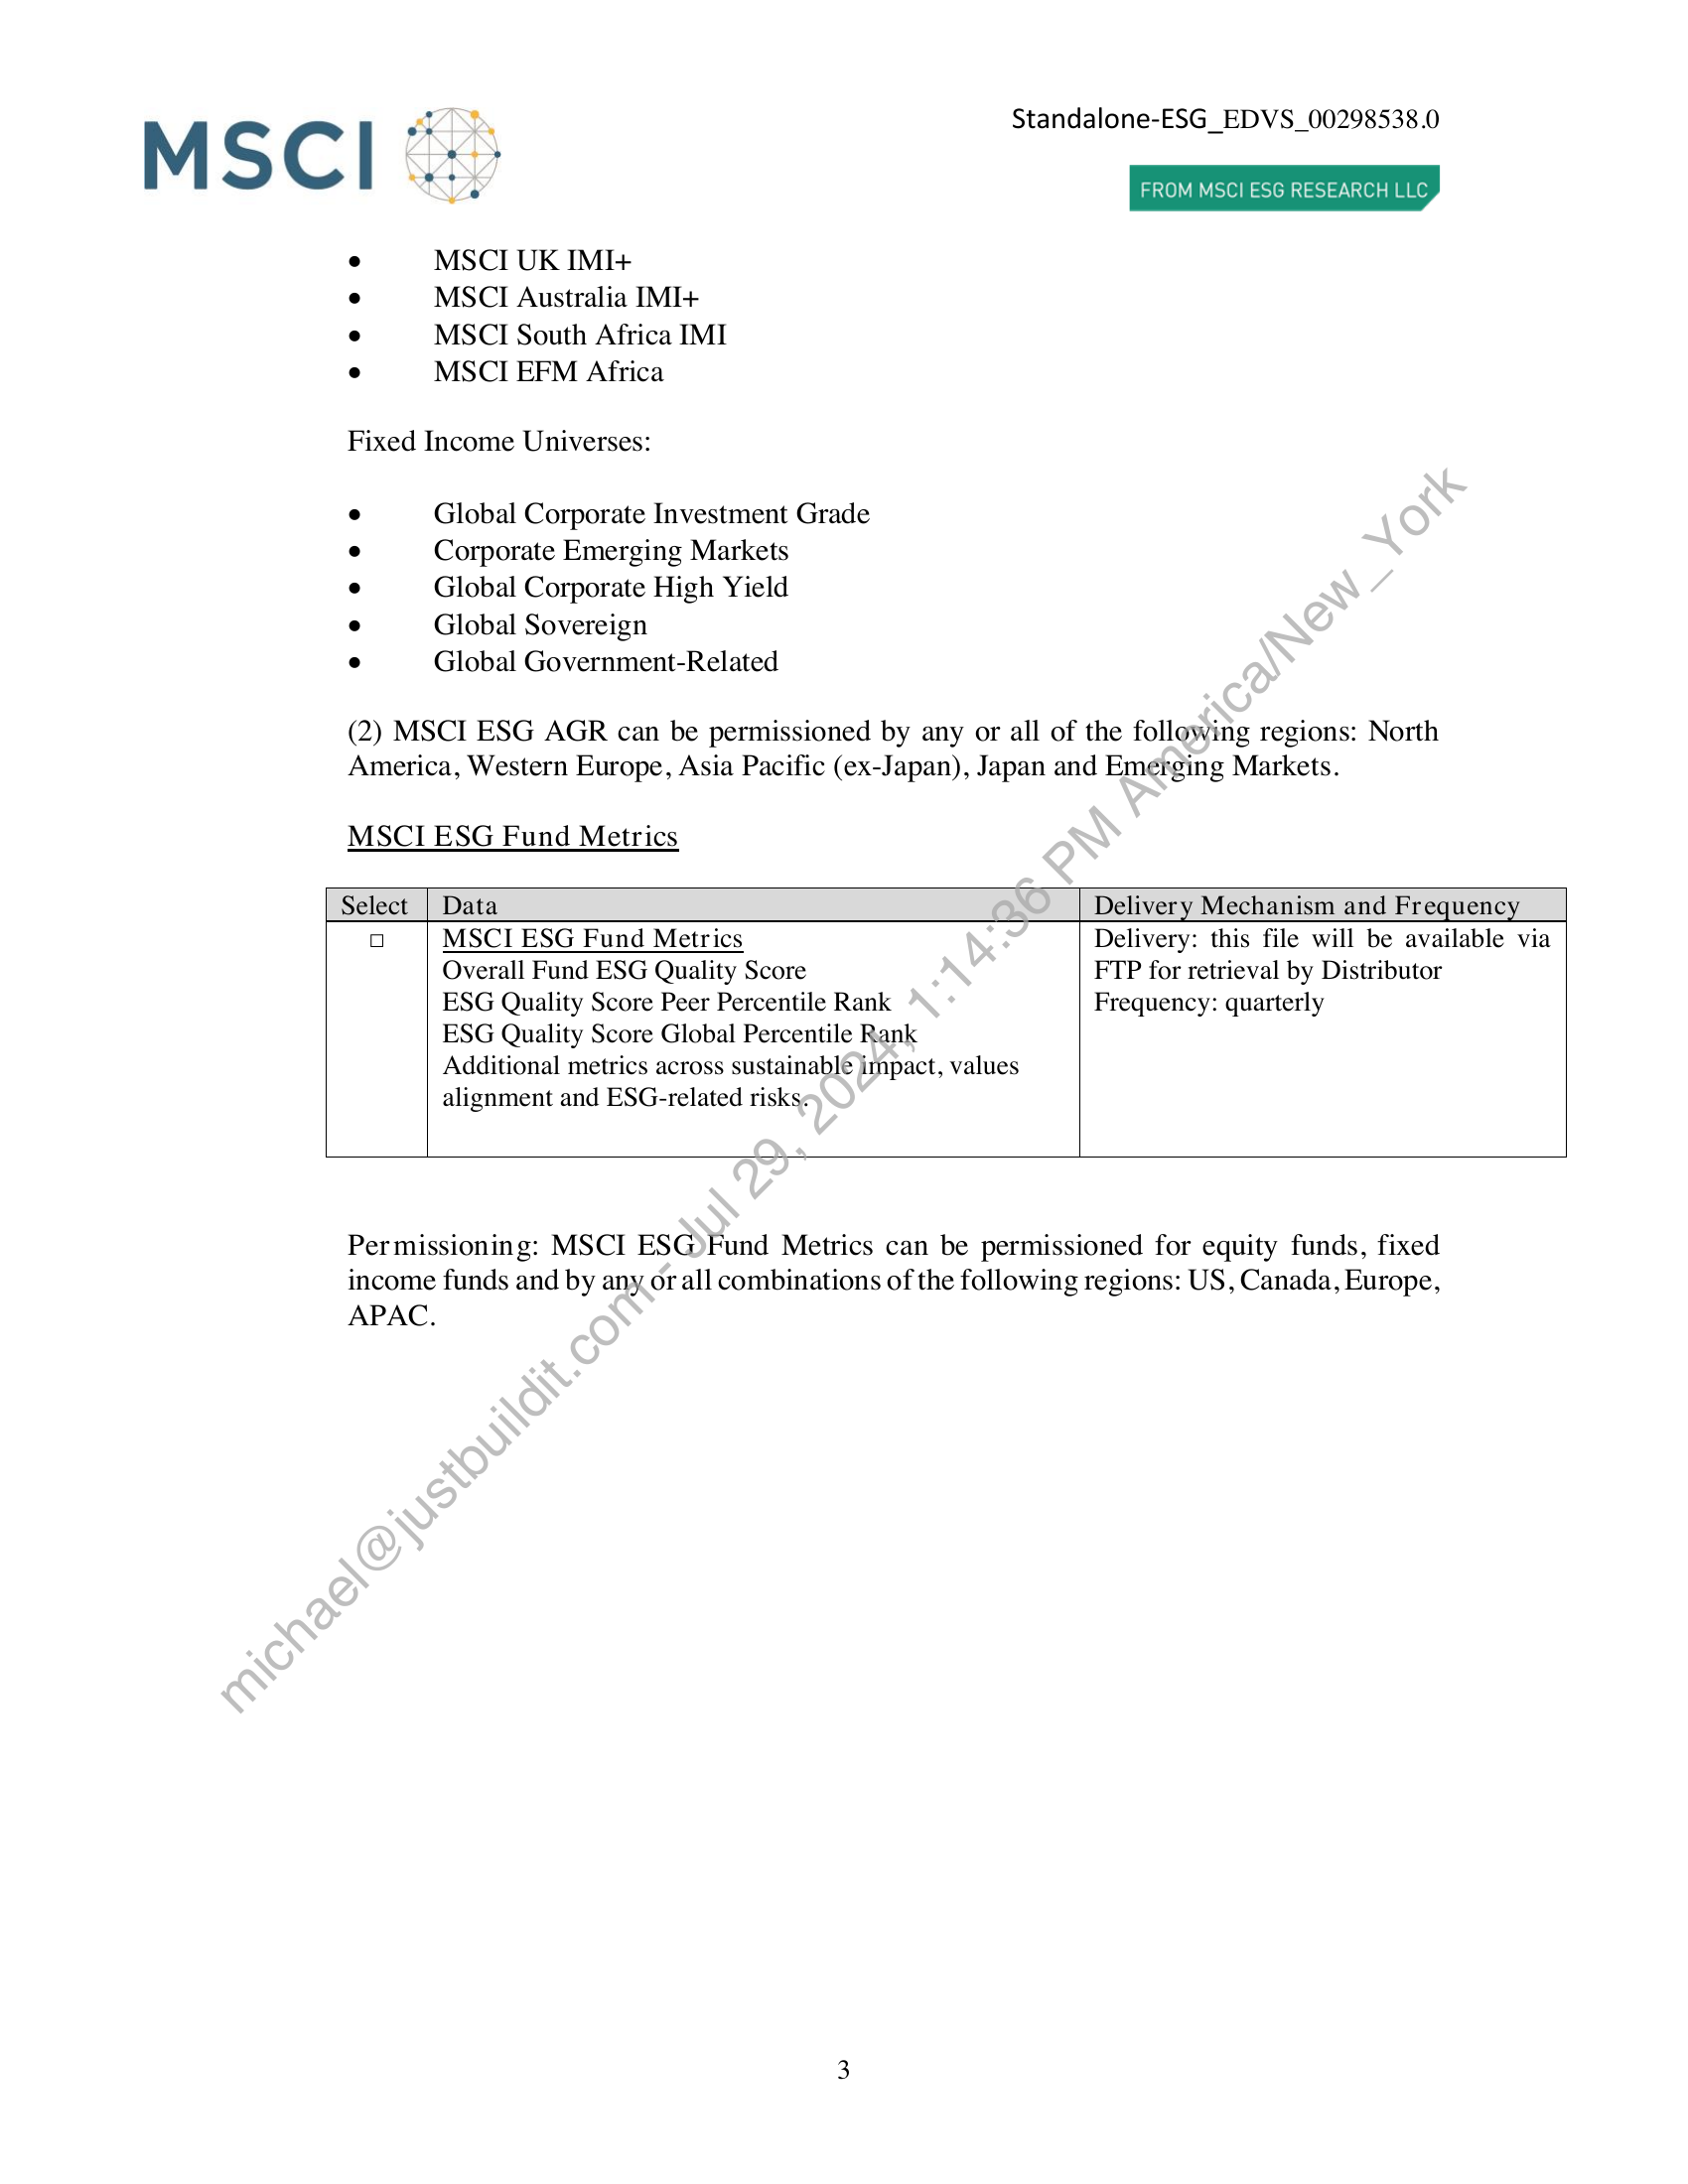 MSCI
Standalone-ESG_EDVS_00298538.0
FROM MSCI ESG RESEARCH LLC
• MSCI UK IMI+
• MSCI Australia IMI+
• MSCI South Africa IMI
• MSCI EFM Africa
Fixed Income Universes:
• Global Corporate Investment Grade
• Corporate Emerging Markets
• Global Corporate High Yield
• Global Sovereign
• Global Government-Related
(2) MSCI ESG AGR can be permissioned by any or all of the following regions: North
America, Western Europe, Asia Pacific (ex-Japan), Japan and Emerging Markets.
MSCI ESG Fund Metrics
Select Data Delivery Mechanism and Frequency
□ MSCI ESG Fund Metrics Delivery: this file will be available via
Overall Fund ESG Quality Score FTP for retrieval by Distributor
ESG Quality Score Peer Percentile Rank Frequency: quarterly
ESG Quality Score Global Percentile Rank
Additional metrics across sustainable impact, values
alignment and ESG-related risks.
Permissioning: MSCI ESG Fund Metrics can be permissioned for equity funds, fixed
income funds and by any or all combinations of the following regions: US, Canada, Europe,
APAC.
michael@justbuildit.com - Jul 29, 2024, 1:14:36 PM America/New_York
3